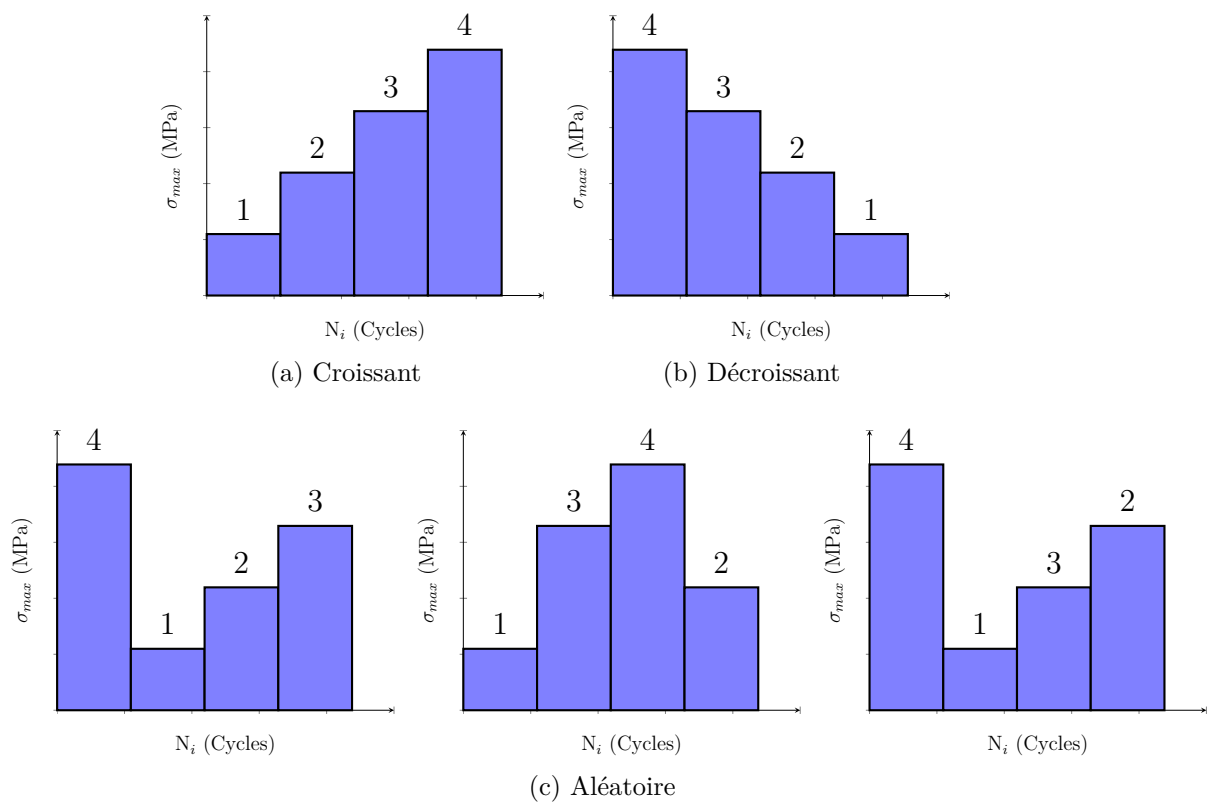 1
2
3
4
σmax (MPa)
Ni (Cycles)
(a) Croissant
4
3
2
1
σmax (MPa)
Ni (Cycles)
(b) Décroissant
4
1
2
3
σmax (MPa)
Ni (Cycles)
1
3
4
2
σmax (MPa)
Ni (Cycles)
4
1
3
2
σmax (MPa)
Ni (Cycles)
(c) Aléatoire